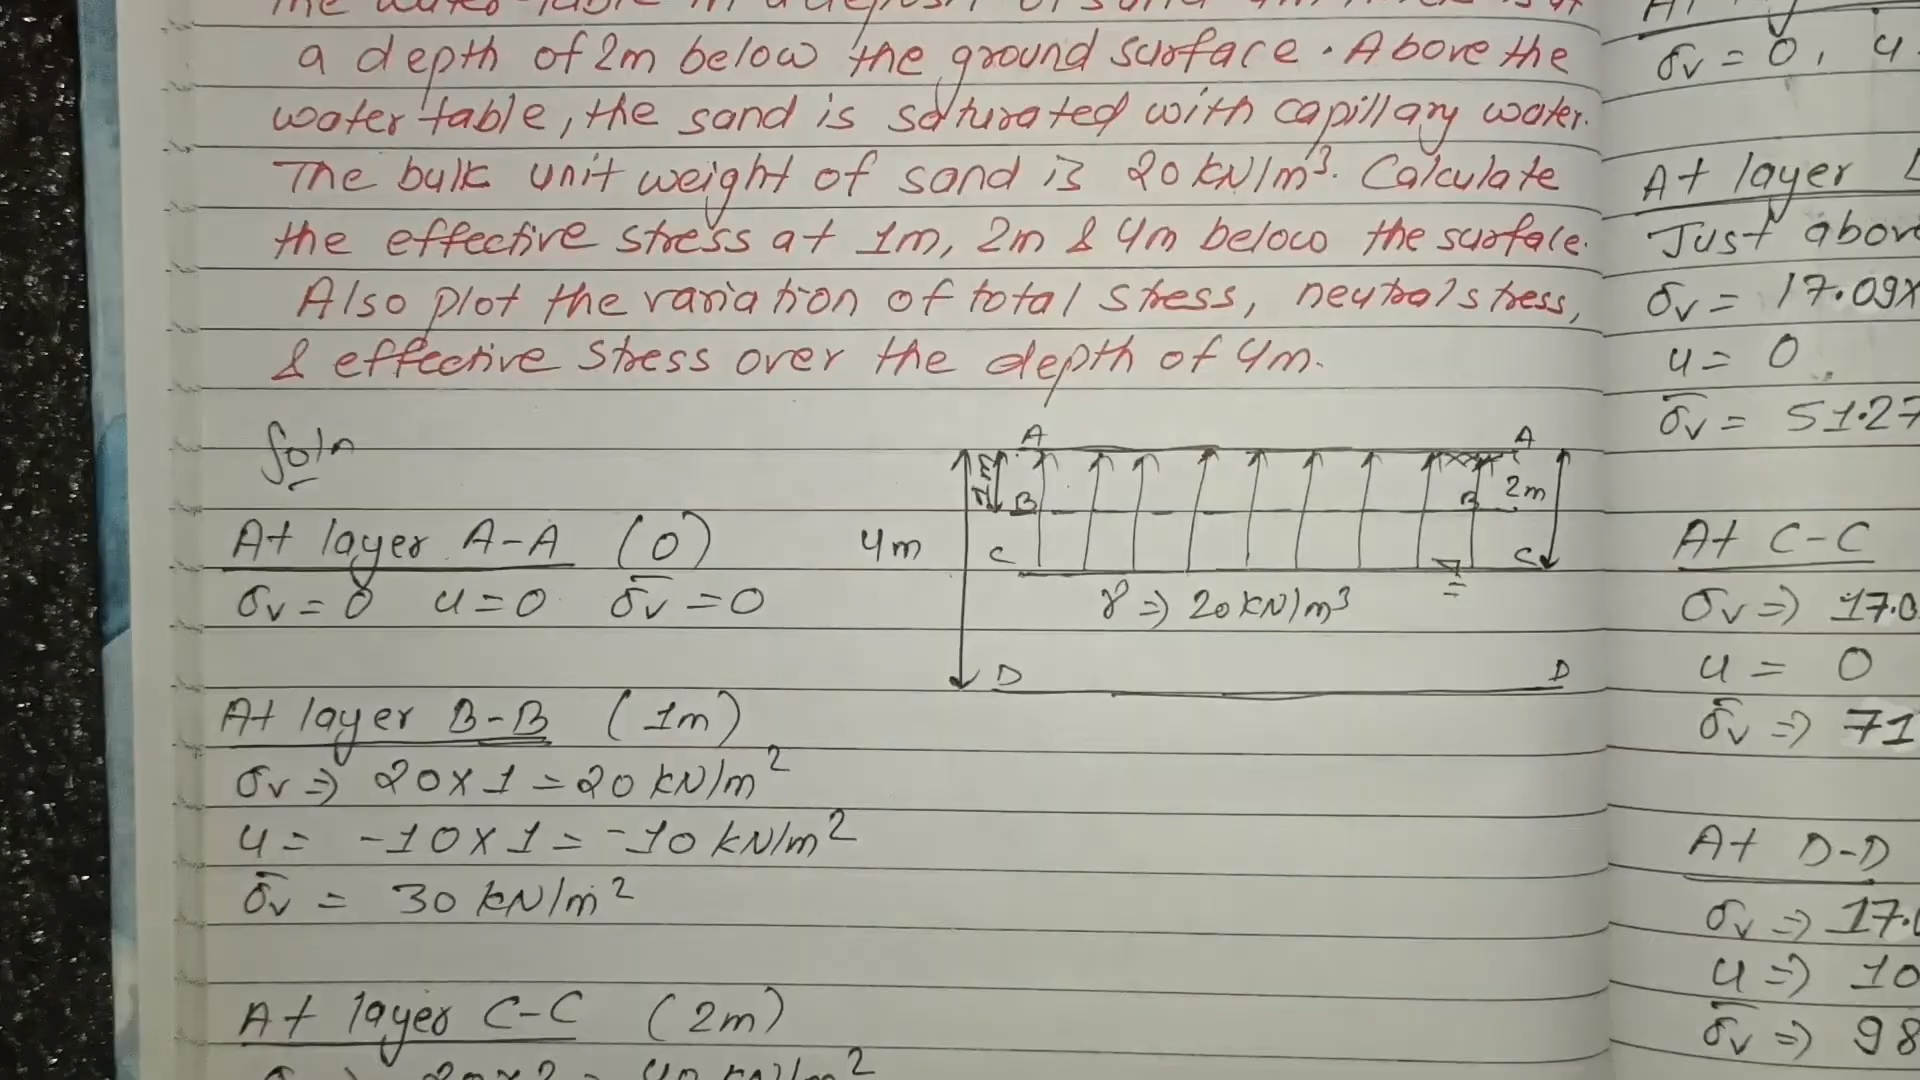 a depth of 2m below the ground surface. Above the
water table, the sand is saturated with capillary water.
The bulk unit weight of sand is 20 kN/m³. Calculate
the effective stress at 1m, 2m & 4m below the surface.
Also plot the variation of total stress, neutral stress,
& effective stress over the depth of 4m.
Soln
A A
1m B B 2m
4m C C
γ => 20 kN/m³
D D
At layer A-A (0)
σv = 0 u = 0 σ̄v = 0
At layer B-B (1m)
σv => 20 x 1 = 20 kN/m²
u = -10 x 1 = -10 kN/m²
σ̄v = 30 kN/m²
At layer C-C (2m)
σv = 0, u
At layer
Just above
σv = 17.09x
u = 0
σ̄v = 51.27
At C-C
σv => 17.0
u = 0
σ̄v => 71
At D-D
σv => 17.
u => 10
σ̄v => 98